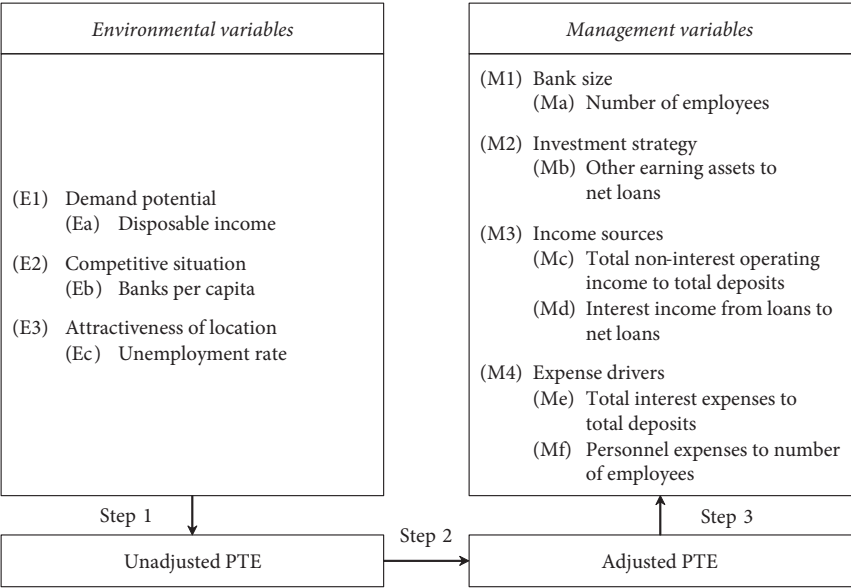 Environmental variables
(E1) Demand potential
(Ea) Disposable income
(E2) Competitive situation
(Eb) Banks per capita
(E3) Attractiveness of location
(Ec) Unemployment rate
Management variables
(M1) Bank size
(Ma) Number of employees
(M2) Investment strategy
(Mb) Other earning assets to
net loans
(M3) Income sources
(Mc) Total non-interest operating
income to total deposits
(Md) Interest income from loans to
net loans
(M4) Expense drivers
(Me) Total interest expenses to
total deposits
(Mf) Personnel expenses to number
of employees
Step 1
Unadjusted PTE
Step 2
Adjusted PTE
Step 3